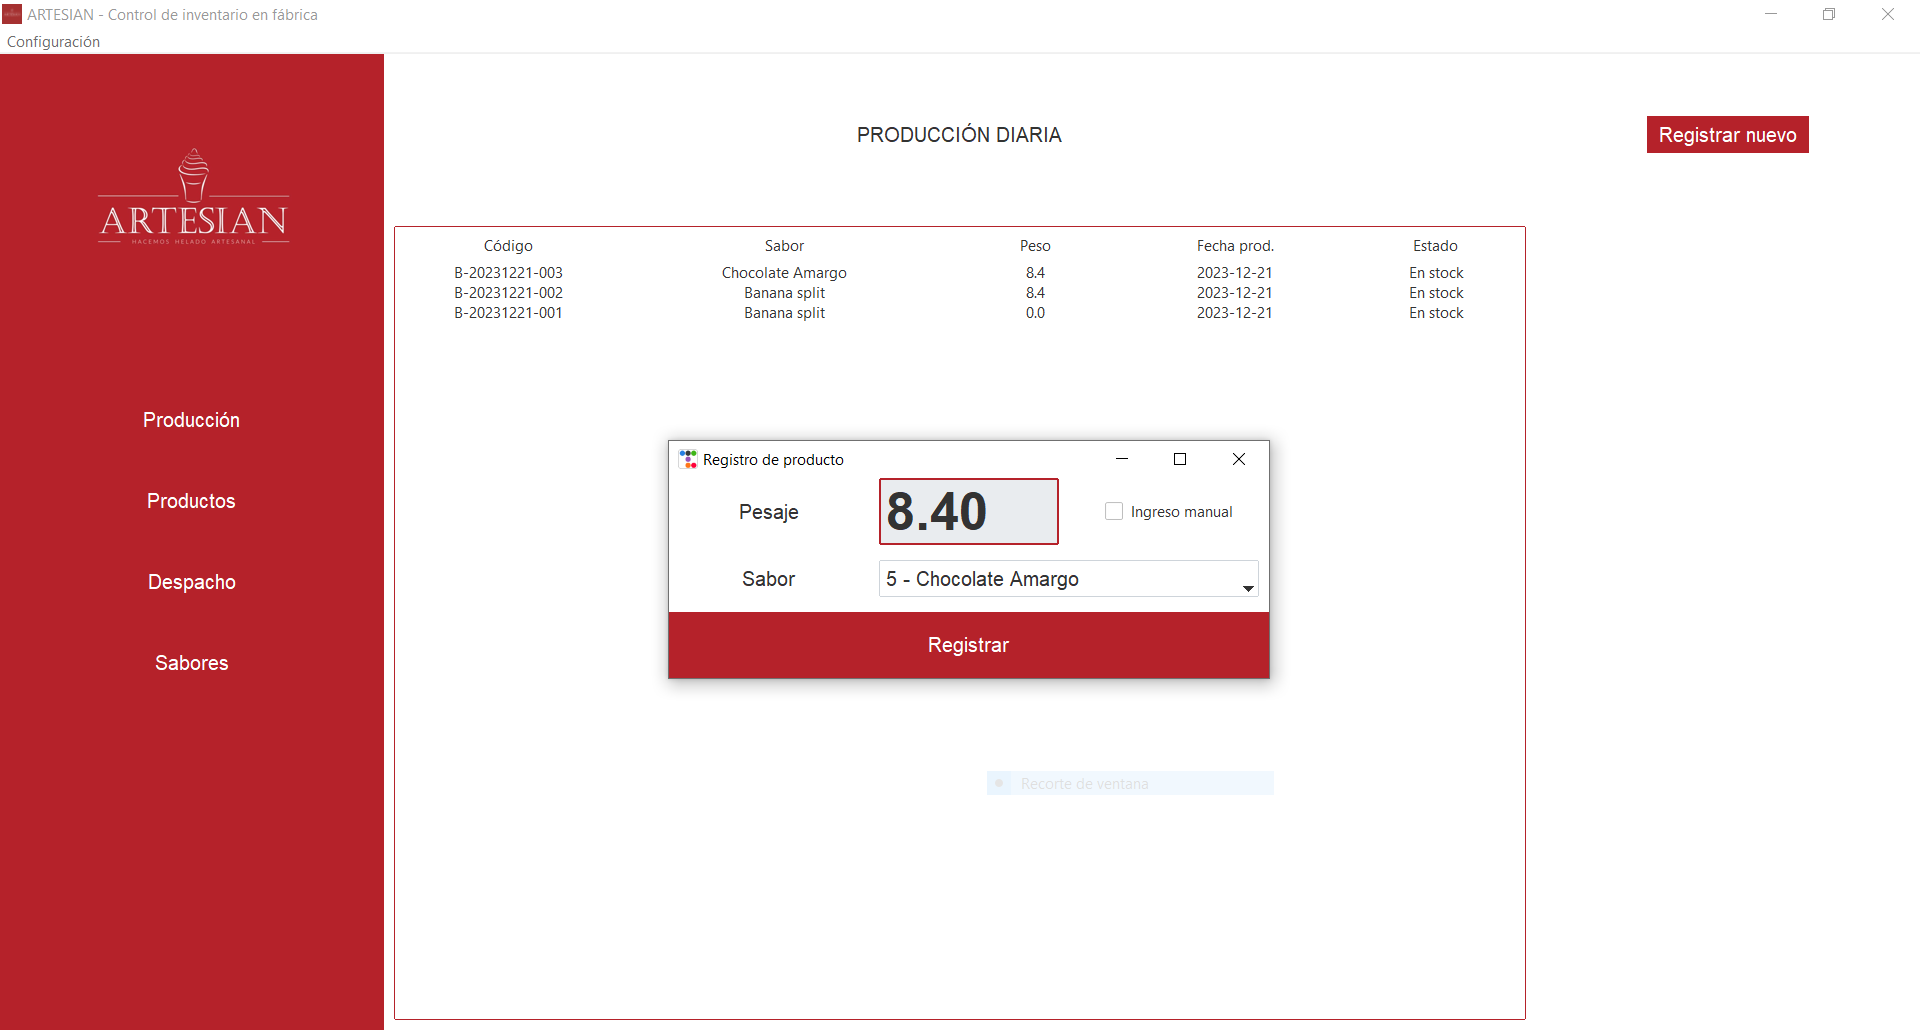 ARTESIAN - Control de inventario en fábrica
Configuración
ARTESIAN
HACEMOS HELADO ARTESANAL
Producción
Productos
Despacho
Sabores
PRODUCCIÓN DIARIA
Registrar nuevo
Código Sabor Peso Fecha prod. Estado
B-20231221-003 Chocolate Amargo 8.4 2023-12-21 En stock
B-20231221-002 Banana split 8.4 2023-12-21 En stock
B-20231221-001 Banana split 0.0 2023-12-21 En stock
Registro de producto
Pesaje 8.40 Ingreso manual
Sabor 5 - Chocolate Amargo
Registrar
Recorte de ventana